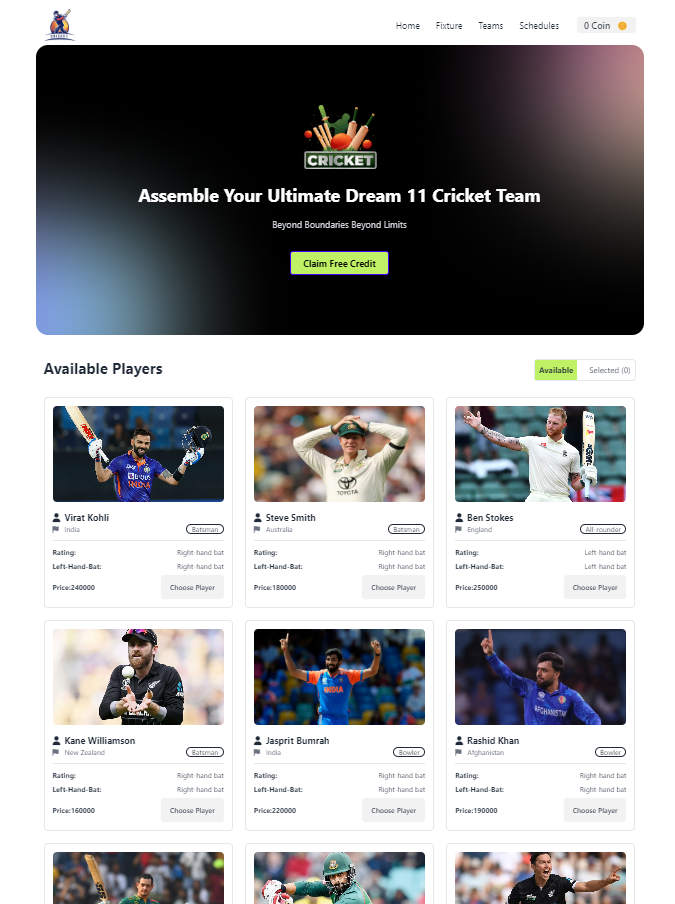 Home Fixture Teams Schedules 0 Coin
CRICKET
Assemble Your Ultimate Dream 11 Cricket Team
Beyond Boundaries Beyond Limits
Claim Free Credit
Available Players
Available Selected (0)
Virat Kohli
India Batsman
Rating: Right-hand bat
Left-Hand-Bat: Right-hand bat
Price:240000 Choose Player
Steve Smith
Australia Batsman
Rating: Right-hand bat
Left-Hand-Bat: Right-hand bat
Price:180000 Choose Player
TOYOTA
Ben Stokes
England All-rounder
Rating: Left-hand bat
Left-Hand-Bat: Left-hand bat
Price:250000 Choose Player
Kane Williamson
New Zealand Batsman
Rating: Right-hand bat
Left-Hand-Bat: Right-hand bat
Price:160000 Choose Player
INDIA
Jasprit Bumrah
India Bowler
Rating: Right-hand bat
Left-Hand-Bat: Right-hand bat
Price:220000 Choose Player
AFGHANISTAN
Rashid Khan
Afghanistan Bowler
Rating: Right-hand bat
Left-Hand-Bat: Right-hand bat
Price:190000 Choose Player